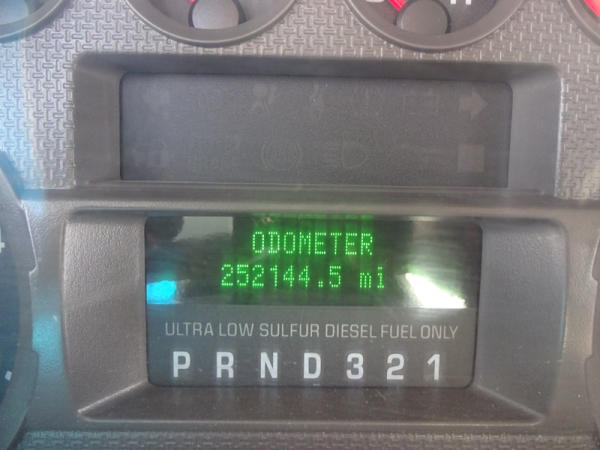 ODOMETER
252144.5 mi
ULTRA LOW SULFUR DIESEL FUEL ONLY
P R N D 3 2 1